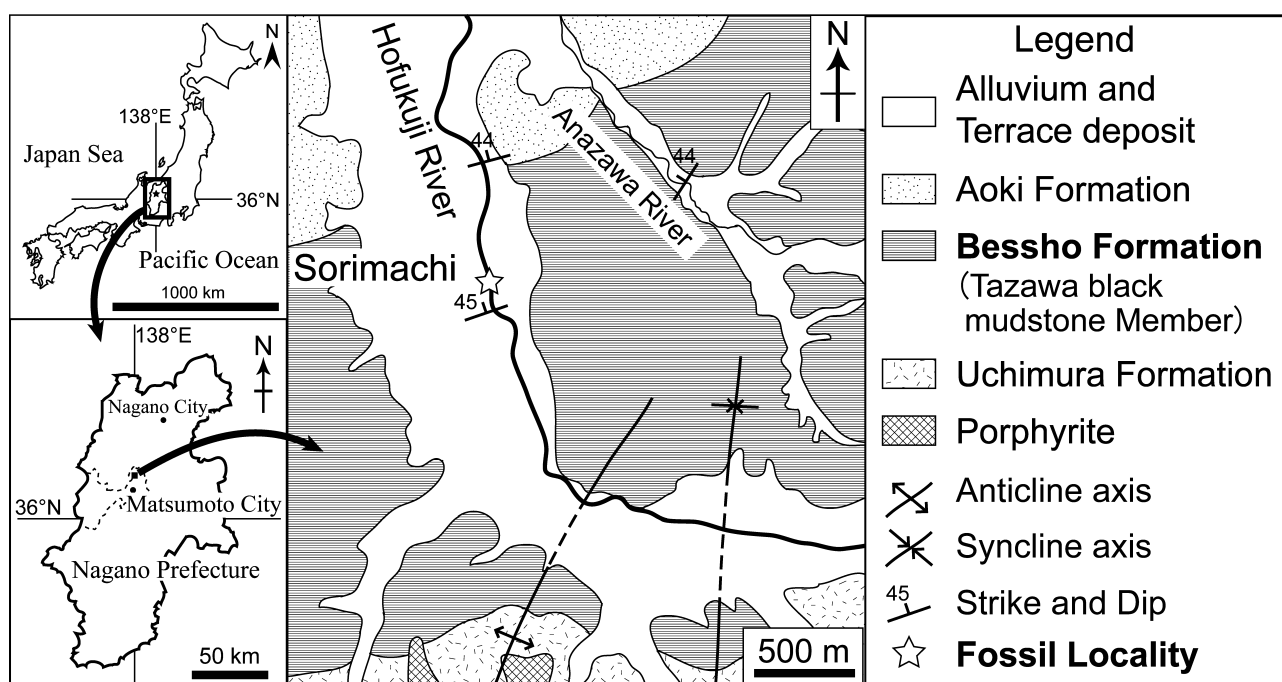 N
138°E
Japan Sea
36°N
Pacific Ocean
1000 km
138°E
N
Nagano City
Matsumoto City
36°N
Nagano Prefecture
50 km
Hofukuji River
N
44
Anazawa River
44
Sorimachi
45
500 m
Legend
Alluvium and
Terrace deposit
Aoki Formation
Bessho Formation
(Tazawa black
mudstone Member)
Uchimura Formation
Porphyrite
Anticline axis
Syncline axis
45
Strike and Dip
Fossil Locality